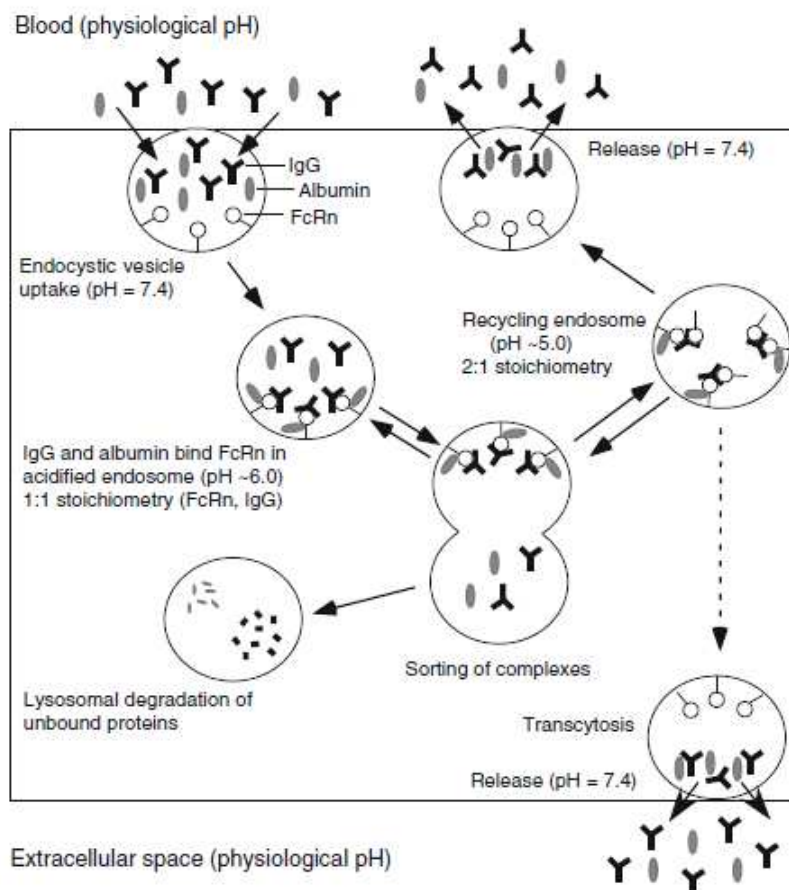 Blood (physiological pH)
IgG
Albumin
FcRn
Release (pH = 7.4)
Endocystic vesicle
uptake (pH = 7.4)
Recycling endosome
(pH ~5.0)
2:1 stoichiometry
IgG and albumin bind FcRn in
acidified endosome (pH ~6.0)
1:1 stoichiometry (FcRn, IgG)
Sorting of complexes
Lysosomal degradation of
unbound proteins
Transcytosis
Release (pH = 7.4)
Extracellular space (physiological pH)